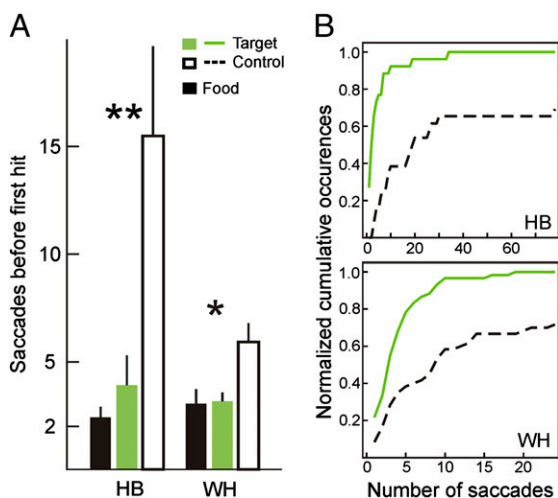 A
Saccades before first hit
15
10
5
2
Target
Control
Food
**
*
HB
WH
B
Normalized cumulative occurences
1.0
0.8
0.6
0.4
0.2
0
20
40
60
HB
1.0
0.8
0.6
0.4
0.2
0
5
10
15
20
WH
Number of saccades